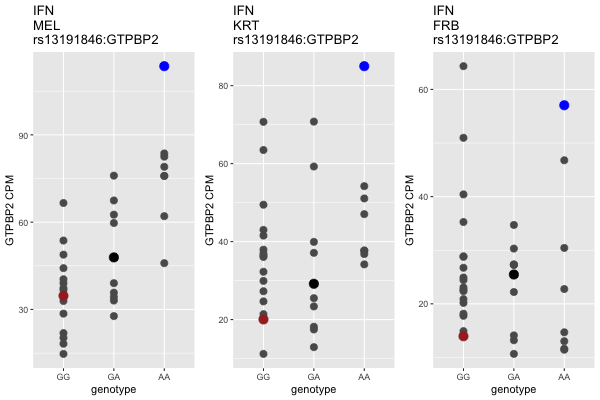 IFN
MEL
rs13191846:GTPBP2
GTPBP2 CPM
90
60
30
GG GA AA
genotype
IFN
KRT
rs13191846:GTPBP2
GTPBP2 CPM
80
60
40
20
GG GA AA
genotype
IFN
FRB
rs13191846:GTPBP2
GTPBP2 CPM
60
40
20
GG GA AA
genotype